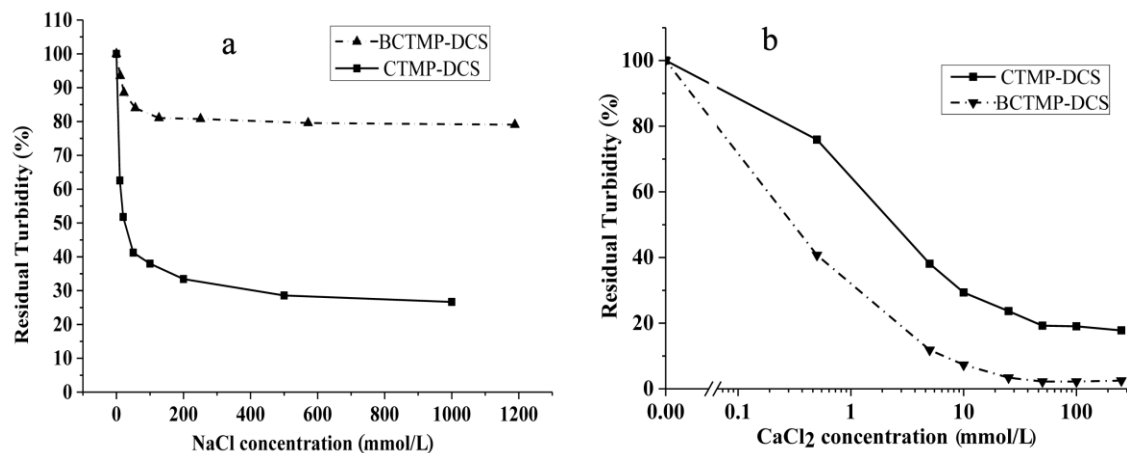 a
BCTMP-DCS
CTMP-DCS
100
90
80
70
60
50
40
30
20
10
0
Residual Turbidity (%)
0 200 400 600 800 1000 1200
NaCl concentration (mmol/L)
b
CTMP-DCS
BCTMP-DCS
100
80
60
40
20
0
Residual Turbidity (%)
0.00 0.1 1 10 100
CaCl2 concentration (mmol/L)